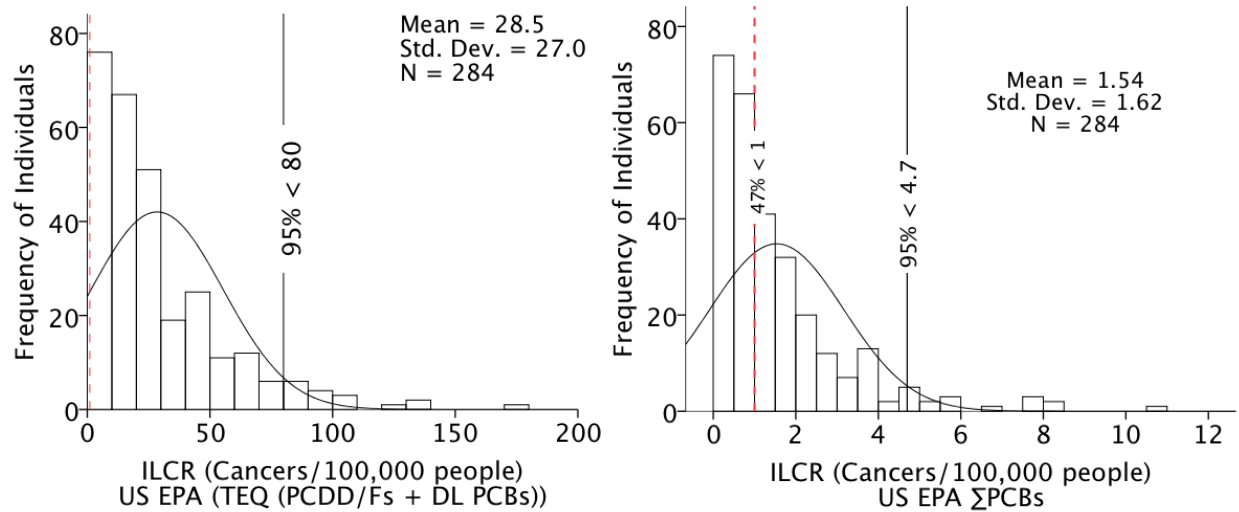 Mean = 28.5
Std. Dev. = 27.0
N = 284
80
60
40
20
0
Frequency of Individuals
95% < 80
0 50 100 150 200
ILCR (Cancers/100,000 people)
US EPA (TEQ (PCDD/Fs + DL PCBs))
Mean = 1.54
Std. Dev. = 1.62
N = 284
80
60
40
20
0
Frequency of Individuals
47% < 1
95% < 4.7
0 2 4 6 8 10 12
ILCR (Cancers/100,000 people)
US EPA ∑PCBs